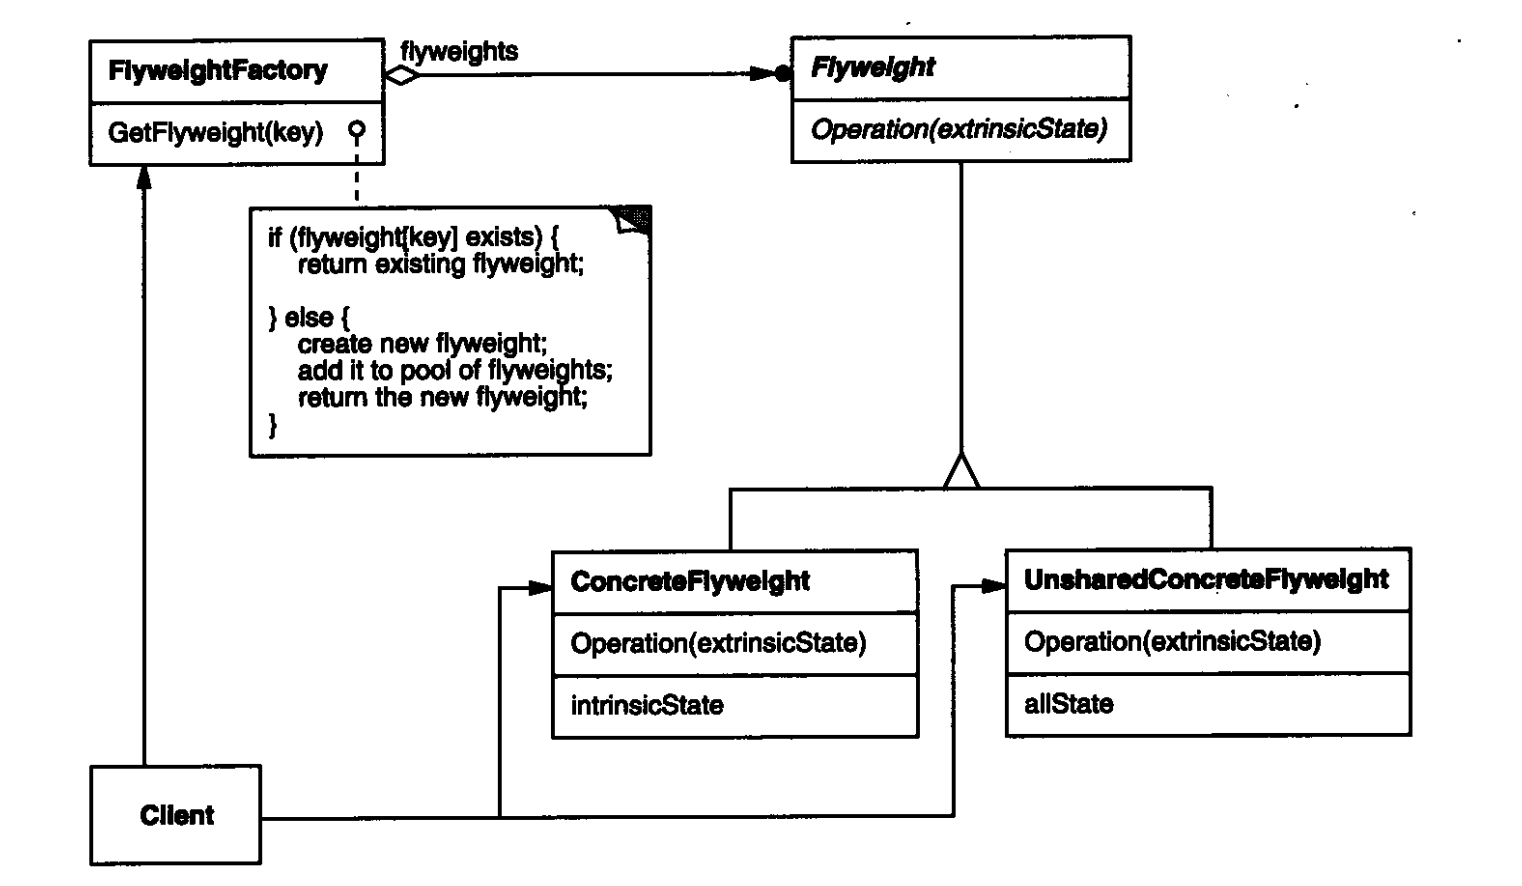 flyweights
FlyweightFactory
GetFlyweight(key)
Flyweight
Operation(extrinsicState)
if (flyweight[key] exists) {
return existing flyweight;
} else {
create new flyweight;
add it to pool of flyweights;
return the new flyweight;
}
ConcreteFlyweight
Operation(extrinsicState)
intrinsicState
UnsharedConcreteFlyweight
Operation(extrinsicState)
allState
Client